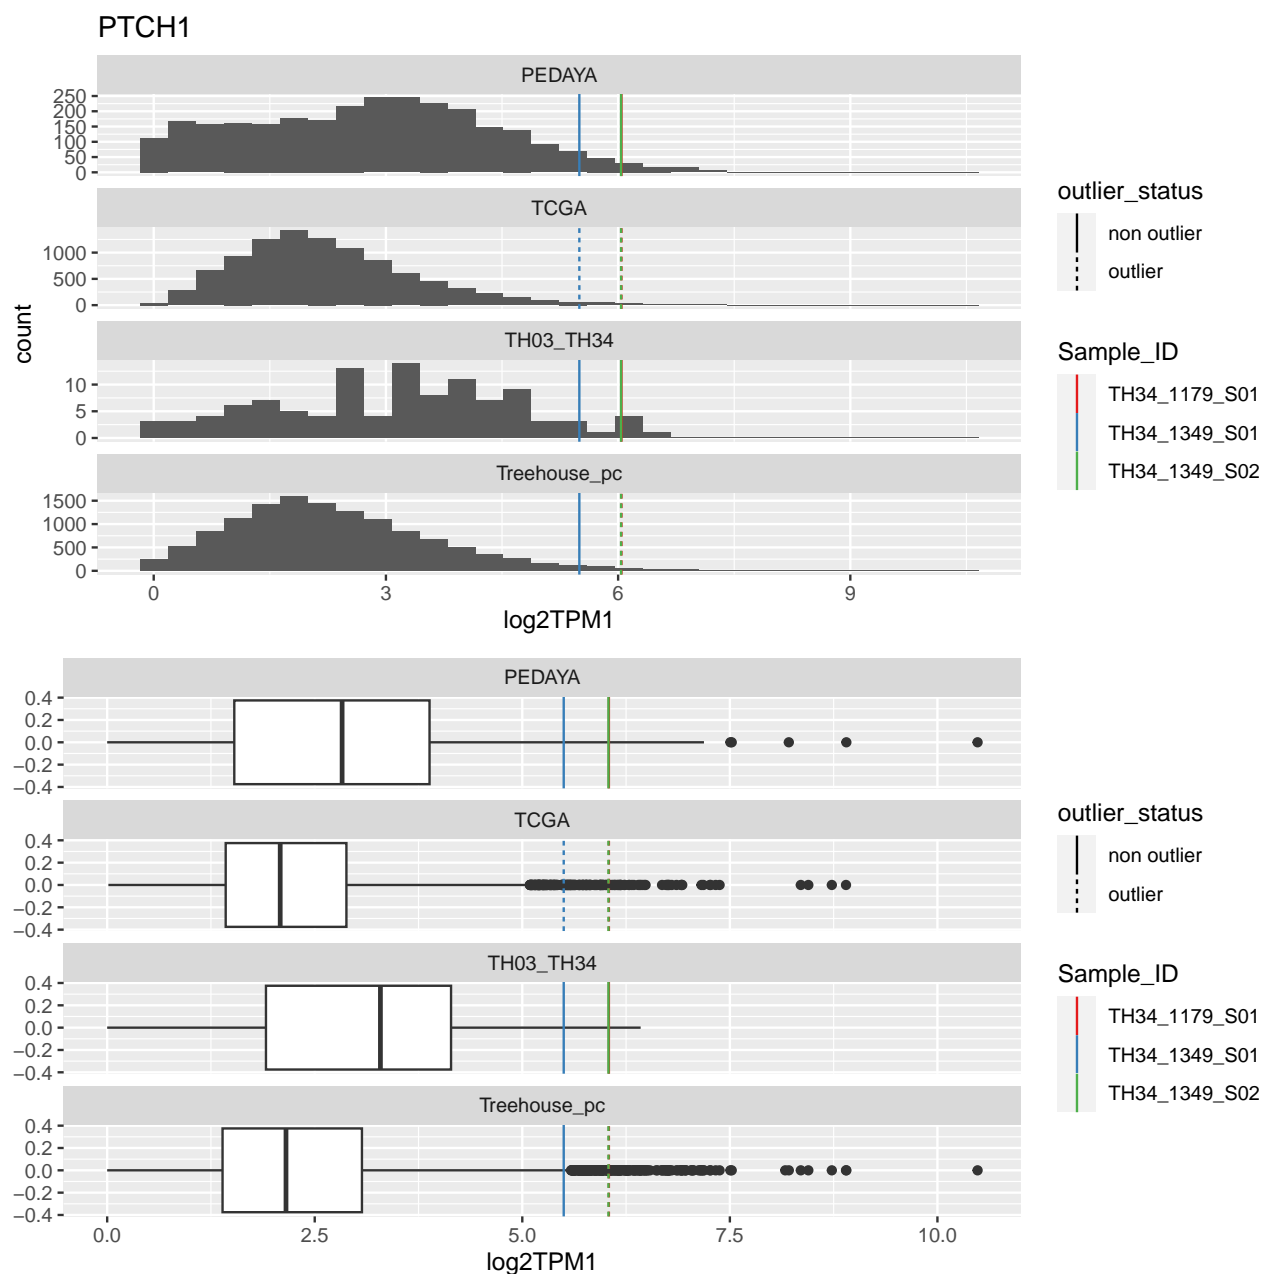 PTCH1
PEDAYA
250
200
150
100
50
0
TCGA
1000
500
0
TH03_TH34
10
5
0
Treehouse_pc
1500
1000
500
0
0 3 6 9
log2TPM1
count
outlier_status
non outlier
outlier
Sample_ID
TH34_1179_S01
TH34_1349_S01
TH34_1349_S02
PEDAYA
0.4
0.2
0.0
−0.2
−0.4
TCGA
0.4
0.2
0.0
−0.2
−0.4
TH03_TH34
0.4
0.2
0.0
−0.2
−0.4
Treehouse_pc
0.4
0.2
0.0
−0.2
−0.4
0.0 2.5 5.0 7.5 10.0
log2TPM1
outlier_status
non outlier
outlier
Sample_ID
TH34_1179_S01
TH34_1349_S01
TH34_1349_S02